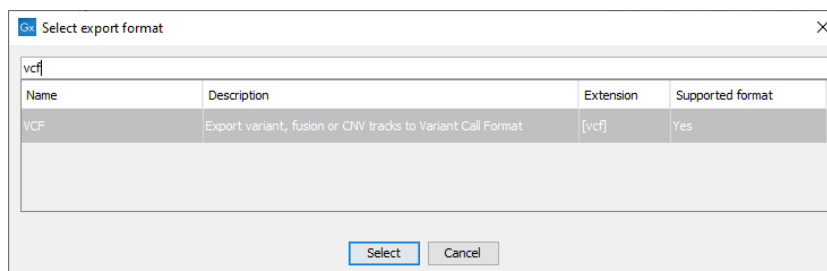 Gx Select export format
vcf
Name Description Extension Supported format
VCF Export variant, fusion or CNV tracks to Variant Call Format [vcf] Yes
Select Cancel